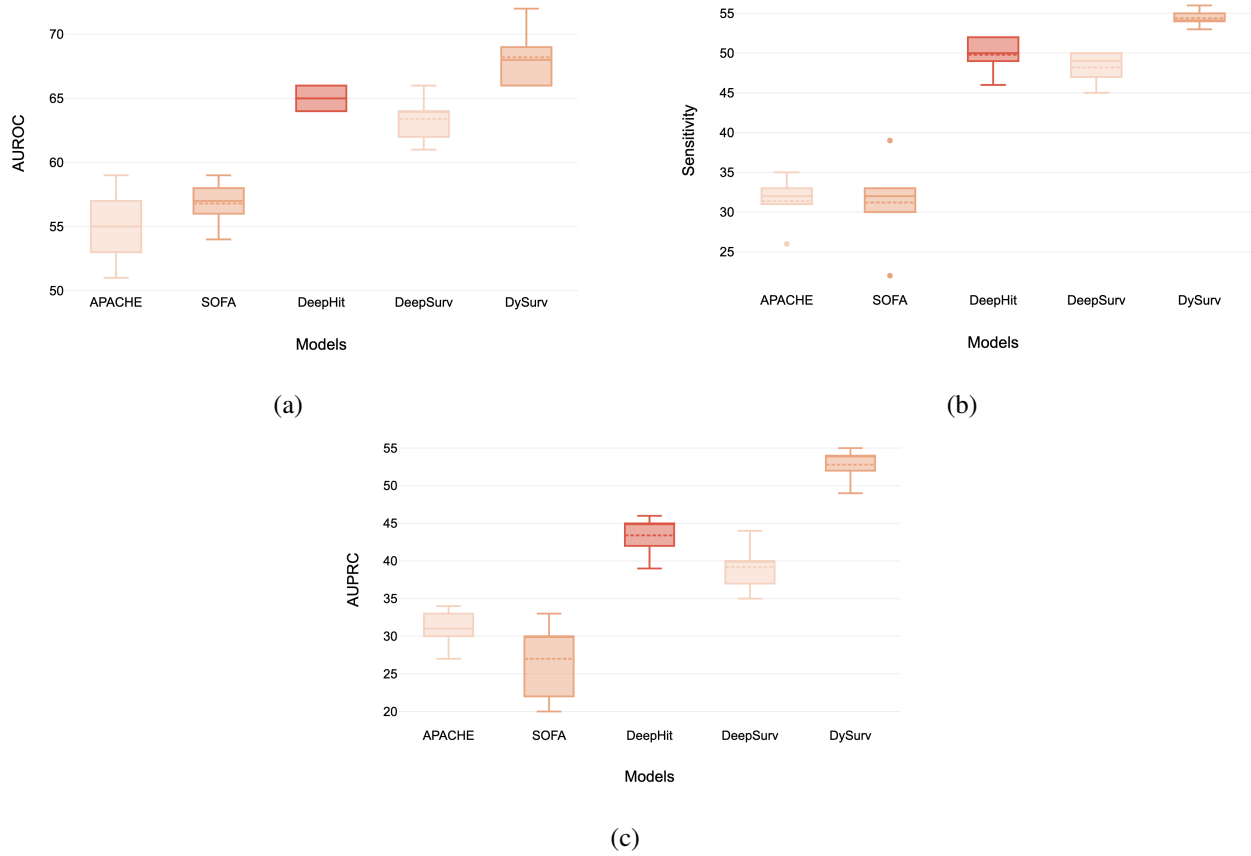 AUROC
70
65
60
55
50
APACHE SOFA DeepHit DeepSurv DySurv
Models
(a)
Sensitivity
55
50
45
40
35
30
25
APACHE SOFA DeepHit DeepSurv DySurv
Models
(b)
AUPRC
55
50
45
40
35
30
25
20
APACHE SOFA DeepHit DeepSurv DySurv
Models
(c)